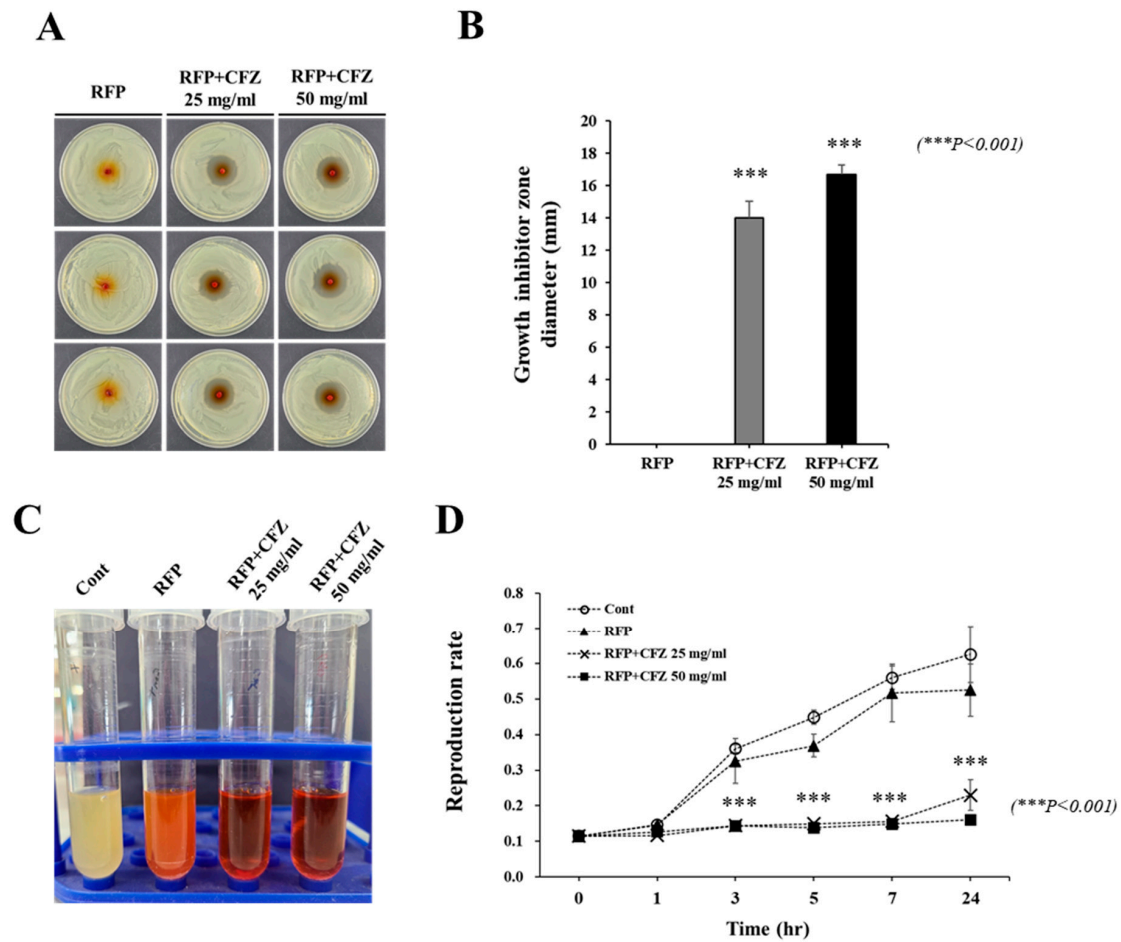 A
RFP
RFP+CFZ
25 mg/ml
RFP+CFZ
50 mg/ml
B
Growth inhibitor zone
diameter (mm)
20
18
16
14
12
10
8
6
4
2
0
***
***
(***P<0.001)
RFP
RFP+CFZ
25 mg/ml
RFP+CFZ
50 mg/ml
C
Cont
RFP
RFP+CFZ
25 mg/ml
RFP+CFZ
50 mg/ml
D
Reproduction rate
0.8
0.7
0.6
0.5
0.4
0.3
0.2
0.1
0.0
Cont
RFP
RFP+CFZ 25 mg/ml
RFP+CFZ 50 mg/ml
***
***
***
***
(***P<0.001)
0
1
3
5
7
24
Time (hr)